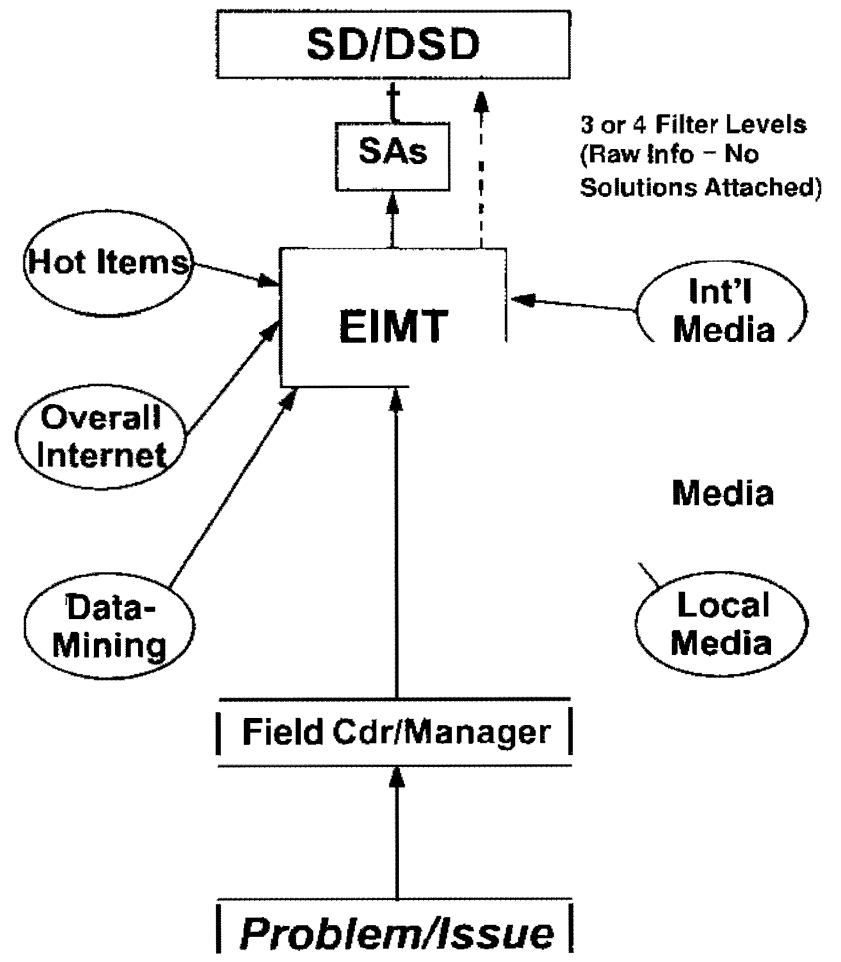 SD/DSD
SAs
3 or 4 Filter Levels
(Raw Info – No
Solutions Attached)
Hot Items
EIMT
Int'l
Media
Overall
Internet
Media
Data-
Mining
Local
Media
Field Cdr/Manager
Problem/Issue